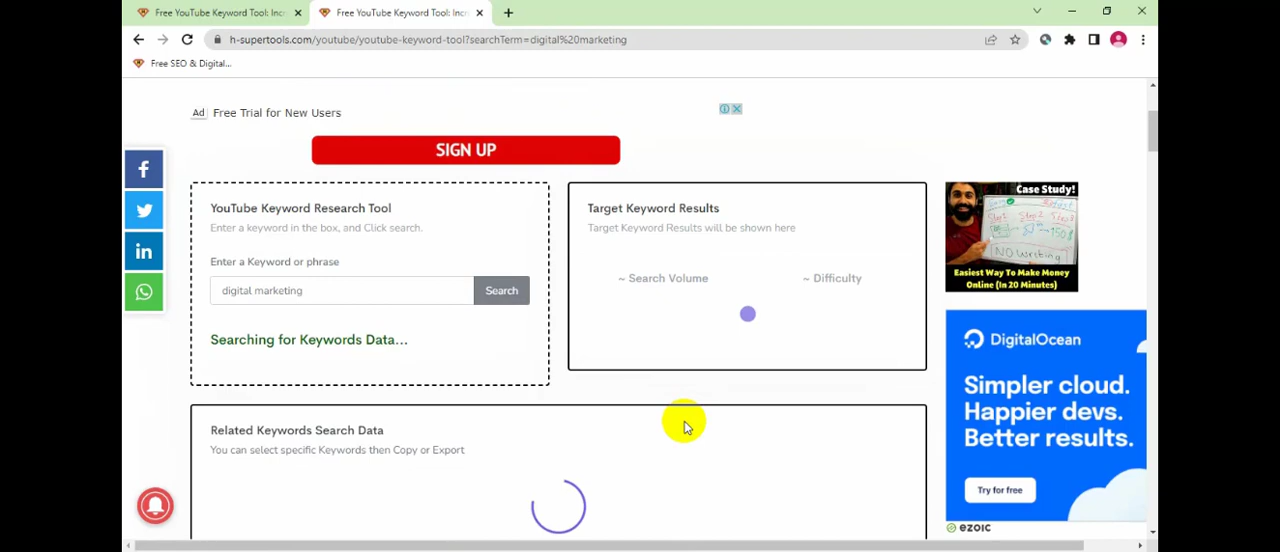 Free YouTube Keyword Tool: Incr
Free YouTube Keyword Tool: Incr
h-supertools.com/youtube/youtube-keyword-tool?searchTerm=digital%20marketing
Free SEO & Digital...
Ad Free Trial for New Users
SIGN UP
YouTube Keyword Research Tool
Enter a keyword in the box, and Click search.
Enter a Keyword or phrase
digital marketing
Search
Searching for Keywords Data...
Target Keyword Results
Target Keyword Results will be shown here
~ Search Volume
~ Difficulty
Case Study!
NO WRITING
Easiest Way To Make Money
Online (In 20 Minutes)
DigitalOcean
Simpler cloud.
Happier devs.
Better results.
Try for free
ezoic
Related Keywords Search Data
You can select specific Keywords then Copy or Export